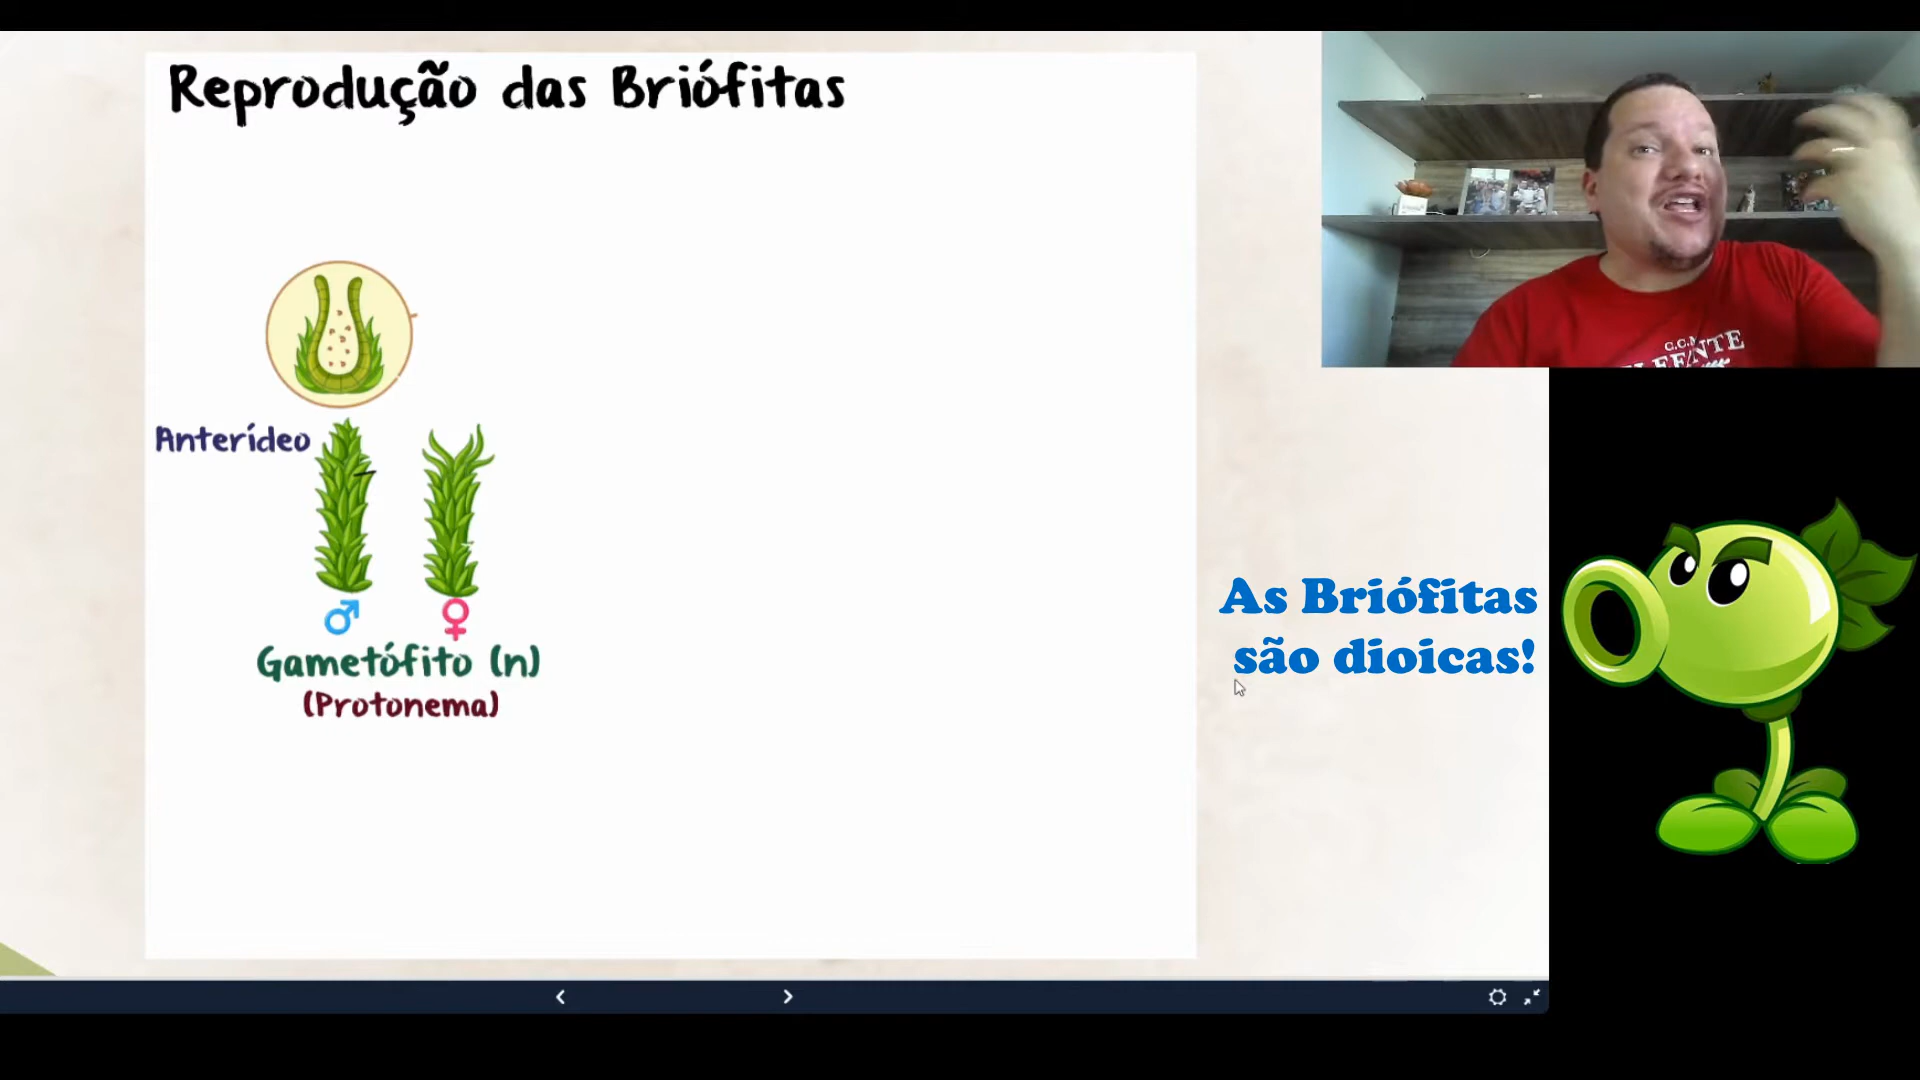 Reprodução das Briófitas
Anterídeo
Gametófito (n)
(Protonema)
As Briófitas
são dioicas!